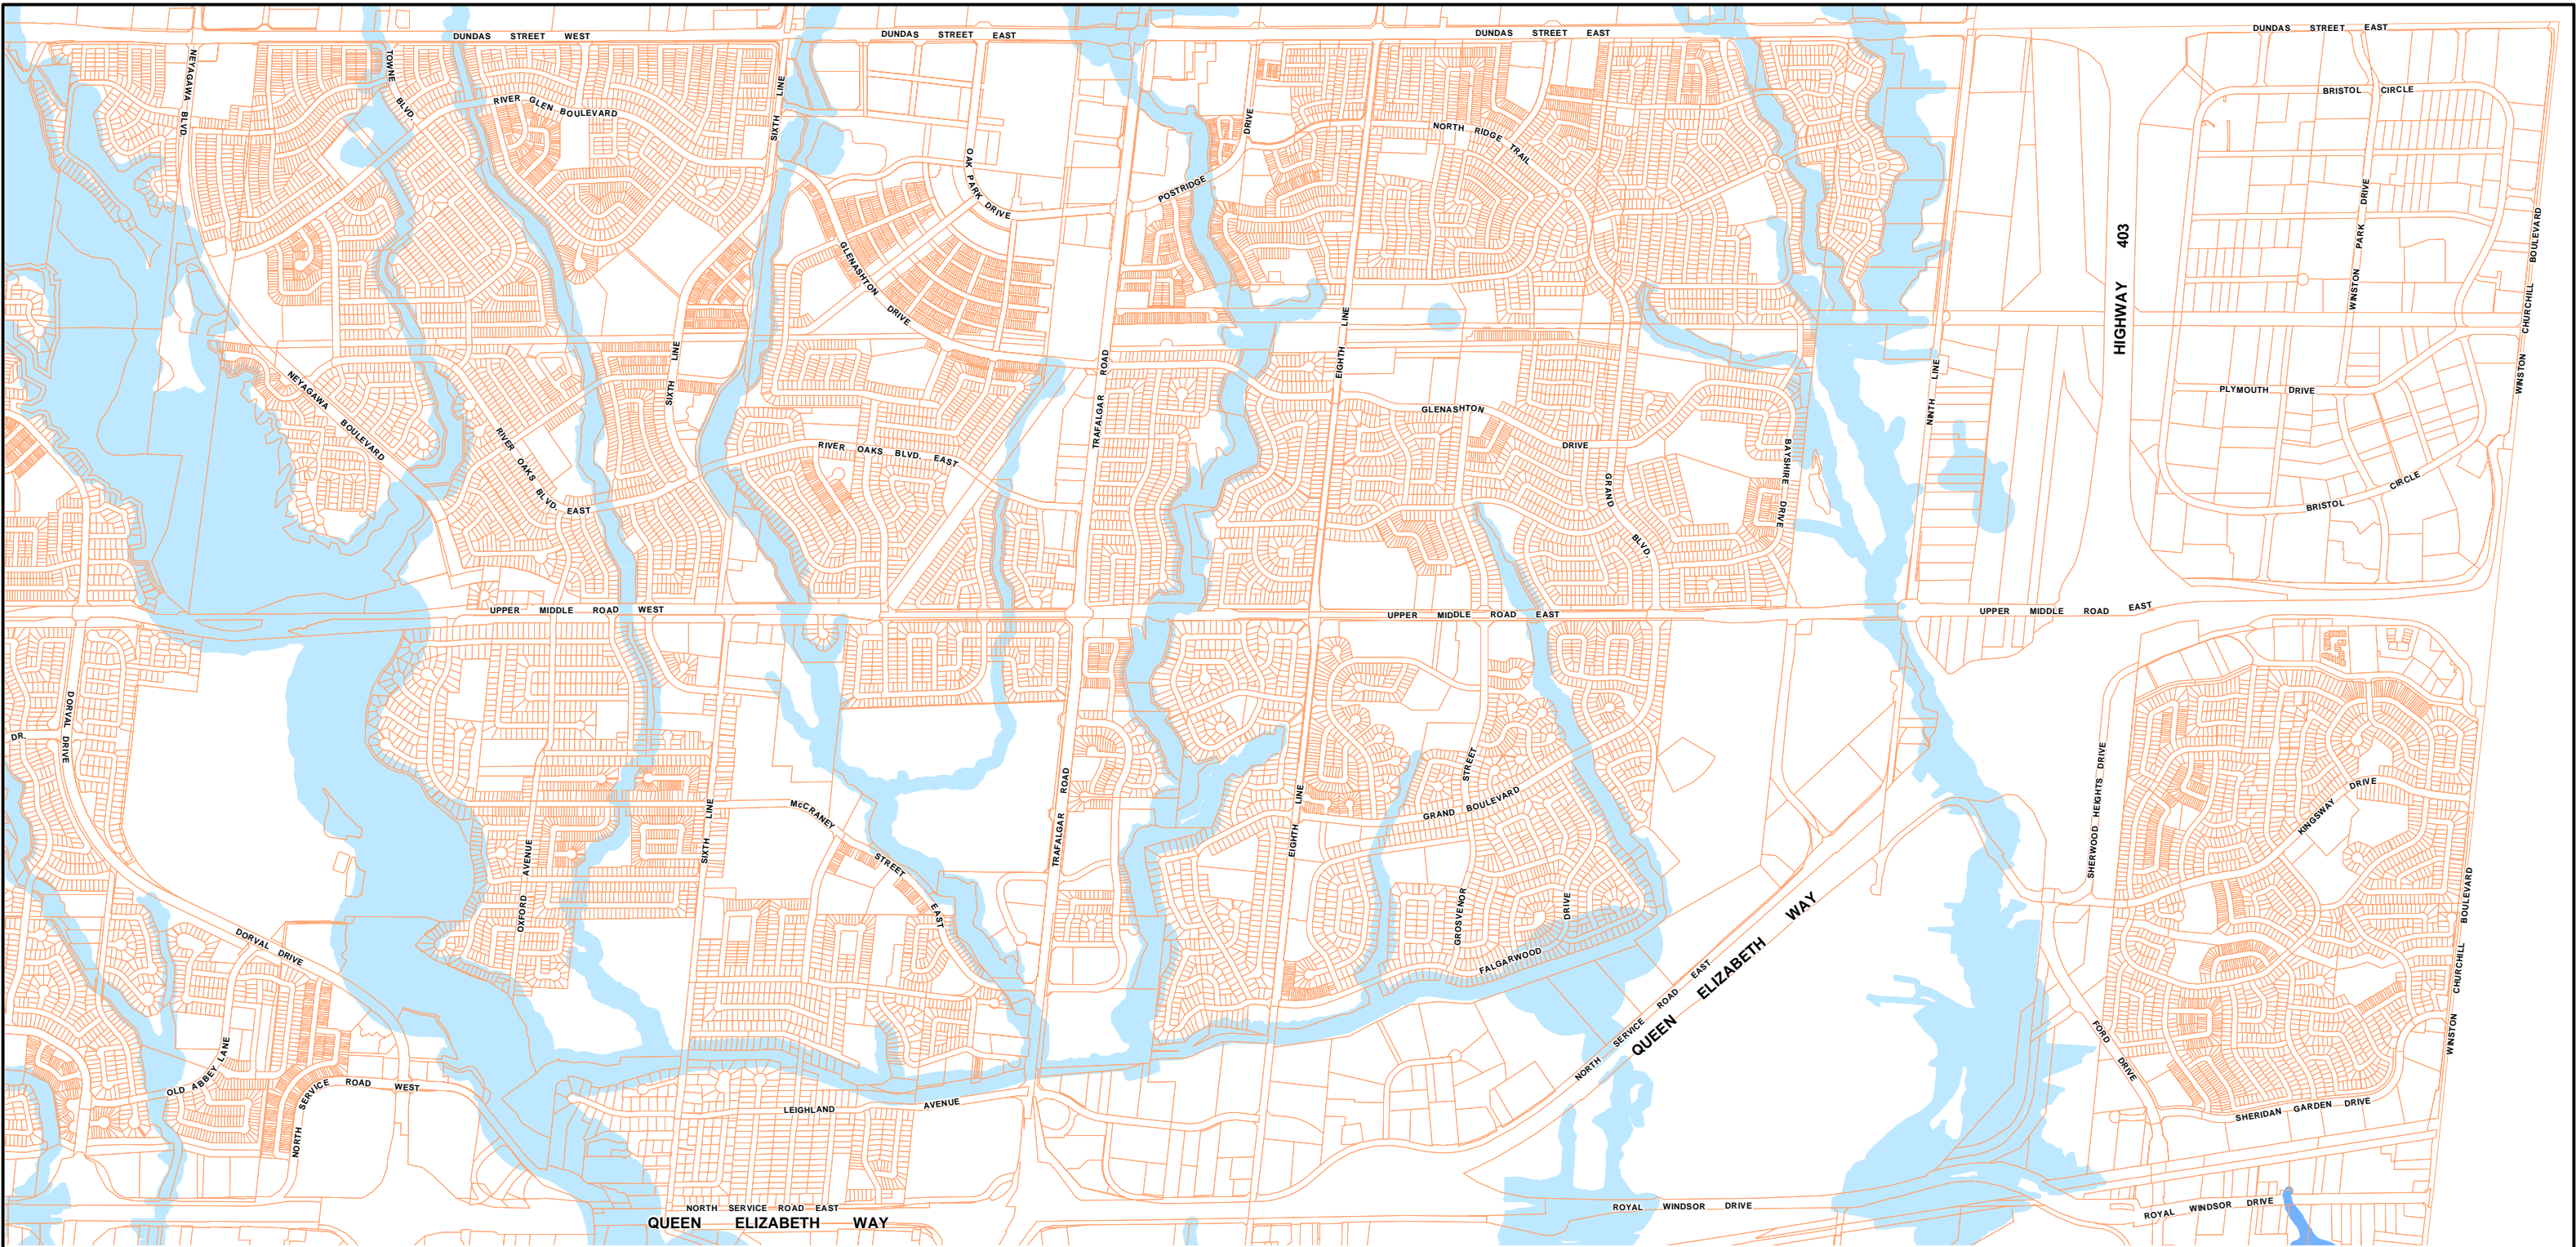 DUNDAS STREET WEST
DUNDAS STREET EAST
DUNDAS STREET EAST
DUNDAS STREET EAST
NEYAGAWA BLVD.
TOWNE BLVD.
RIVER GLEN BOULEVARD
SIXTH LINE
OAK PARK DRIVE
DRIVE
POSTRIDGE
NORTH RIDGE TRAIL
BRISTOL CIRCLE
WINSTON PARK DRIVE
HIGHWAY 403
WINSTON CHURCHILL BOULEVARD
GLENASHTON DRIVE
NEYAGAWA BOULEVARD
SIXTH LINE
TRAFALGAR ROAD
EIGHTH LINE
NINTH LINE
PLYMOUTH DRIVE
GLENASHTON DRIVE
RIVER OAKS BLVD. EAST
RIVER OAKS BLVD. EAST
GRAND BLVD.
BAYSHIRE DRIVE
BRISTOL CIRCLE
UPPER MIDDLE ROAD WEST
UPPER MIDDLE ROAD EAST
UPPER MIDDLE ROAD EAST
DORVAL DRIVE
DR.
SHERWOOD HEIGHTS DRIVE
KINGSWAY DRIVE
McCRANEY STREET EAST
SIXTH LINE
OXFORD AVENUE
TRAFALGAR ROAD
EIGHTH LINE
GRAND BOULEVARD
GROSVENOR STREET
FALGARWOOD DRIVE
NORTH SERVICE ROAD EAST
QUEEN ELIZABETH WAY
WINSTON CHURCHILL BOULEVARD
DORVAL DRIVE
OLD ABBEY LANE
NORTH SERVICE ROAD WEST
LEIGHLAND AVENUE
FORD DRIVE
SHERIDAN GARDEN DRIVE
NORTH SERVICE ROAD EAST
QUEEN ELIZABETH WAY
ROYAL WINDSOR DRIVE
ROYAL WINDSOR DRIVE